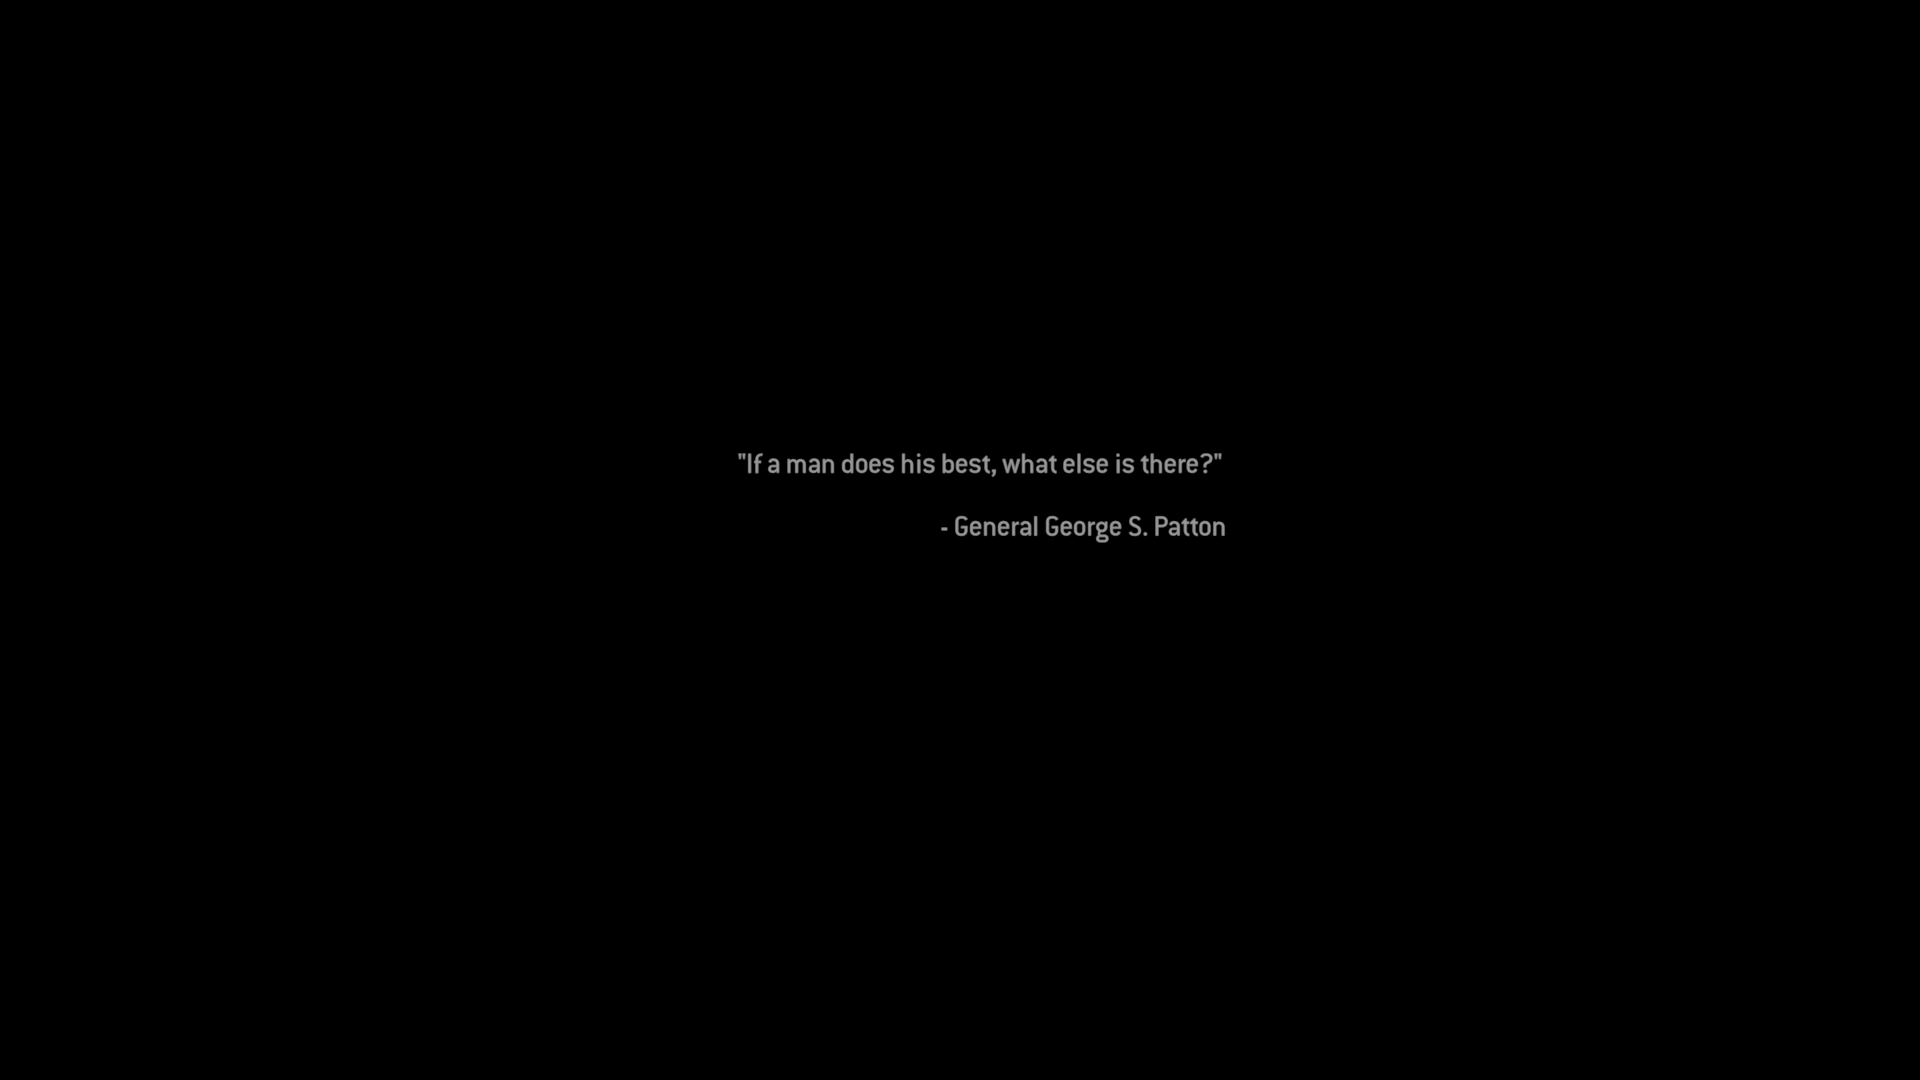 "If a man does his best, what else is there?"
- General George S. Patton